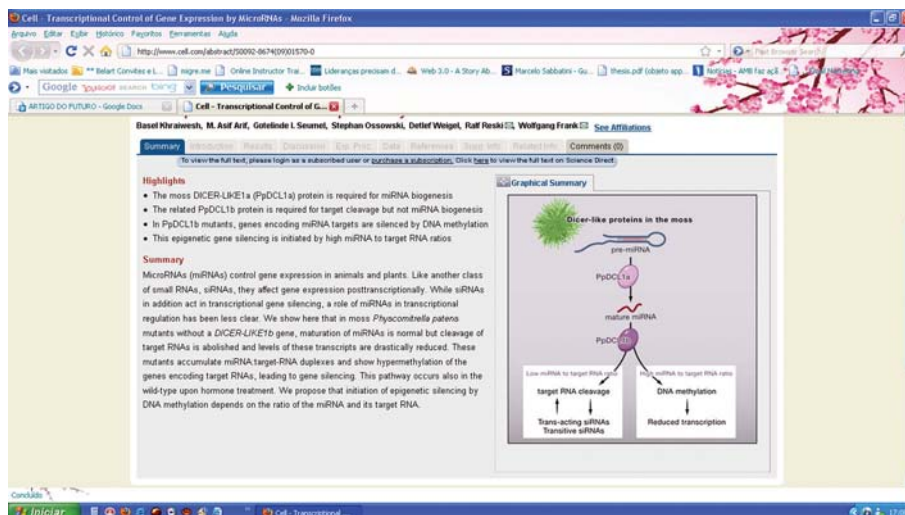 Cell - Transcriptional Control of Gene Expression by MicroRNAs - Mozilla Firefox
Arquivo Editar Exibir Histórico Favoritos Ferramentas Ajuda
http://www.cell.com/abstract/S0092-8674(09)01570-0
Mais visitados ** Belart Convites e L... migre.me Online Instructor Trai... Lideranças precisam d... Web 3.0 - A Story Ab... Marcelo Sabbatini - Gu... thesis.pdf (objeto app... Notícias - AMB faz açã...
Google YAHOO! SEARCH bing Pesquisar Incluir botões
ARTIGO DO FUTURO - Google Docs Cell - Transcriptional Control of G...
Basel Khraiwesh, M. Asif Arif, Gotelinde I. Seumel, Stephan Ossowski, Detlef Weigel, Ralf Reski, Wolfgang Frank See Affiliations
Summary Introduction Results Discussion Exp. Proc. Data References Supp. Info Related Info Comments (0)
To view the full text, please login as a subscribed user or purchase a subscription. Click here to view the full text on Science Direct.
Highlights
• The moss DICER-LIKE1a (PpDCL1a) protein is required for miRNA biogenesis
• The related PpDCL1b protein is required for target cleavage but not miRNA biogenesis
• In PpDCL1b mutants, genes encoding miRNA targets are silenced by DNA methylation
• This epigenetic gene silencing is initiated by high miRNA to target RNA ratios
Summary
MicroRNAs (miRNAs) control gene expression in animals and plants. Like another class
of small RNAs, siRNAs, they affect gene expression posttranscriptionally. While siRNAs
in addition act in transcriptional gene silencing, a role of miRNAs in transcriptional
regulation has been less clear. We show here that in moss Physcomitrella patens
mutants without a DICER-LIKE1b gene, maturation of miRNAs is normal but cleavage of
target RNAs is abolished and levels of these transcripts are drastically reduced. These
mutants accumulate miRNA:target-RNA duplexes and show hypermethylation of the
genes encoding target RNAs, leading to gene silencing. This pathway occurs also in the
wild-type upon hormone treatment. We propose that initiation of epigenetic silencing by
DNA methylation depends on the ratio of the miRNA and its target RNA.
Graphical Summary
Dicer-like proteins in the moss
pre-miRNA
PpDCL1a
mature miRNA
PpDCL1b
Low miRNA to target RNA ratio High miRNA to target RNA ratio
target RNA cleavage DNA methylation
Trans-acting siRNAs Reduced transcription
Transitive siRNAs
Concluído
Iniciar Cell - Transcriptional ...